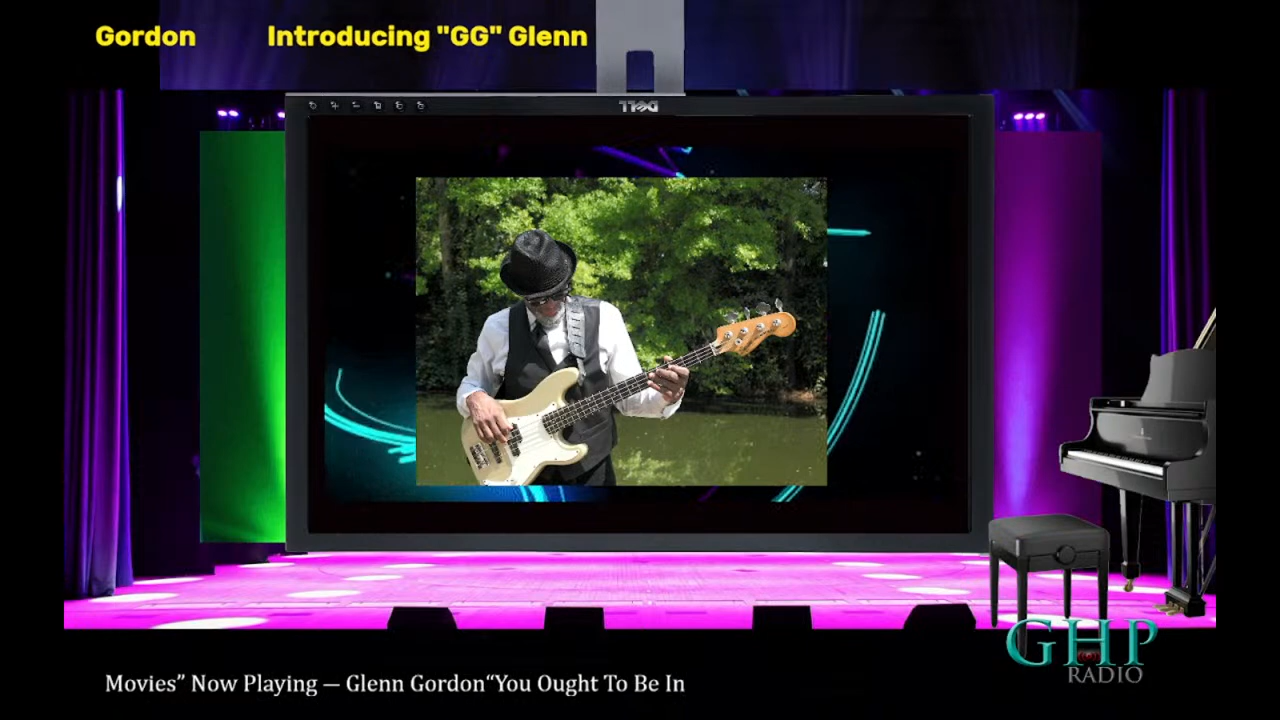 Gordon Introducing "GG" Glenn
DELL
Movies” Now Playing — Glenn Gordon“You Ought To Be In
GHP
RADIO